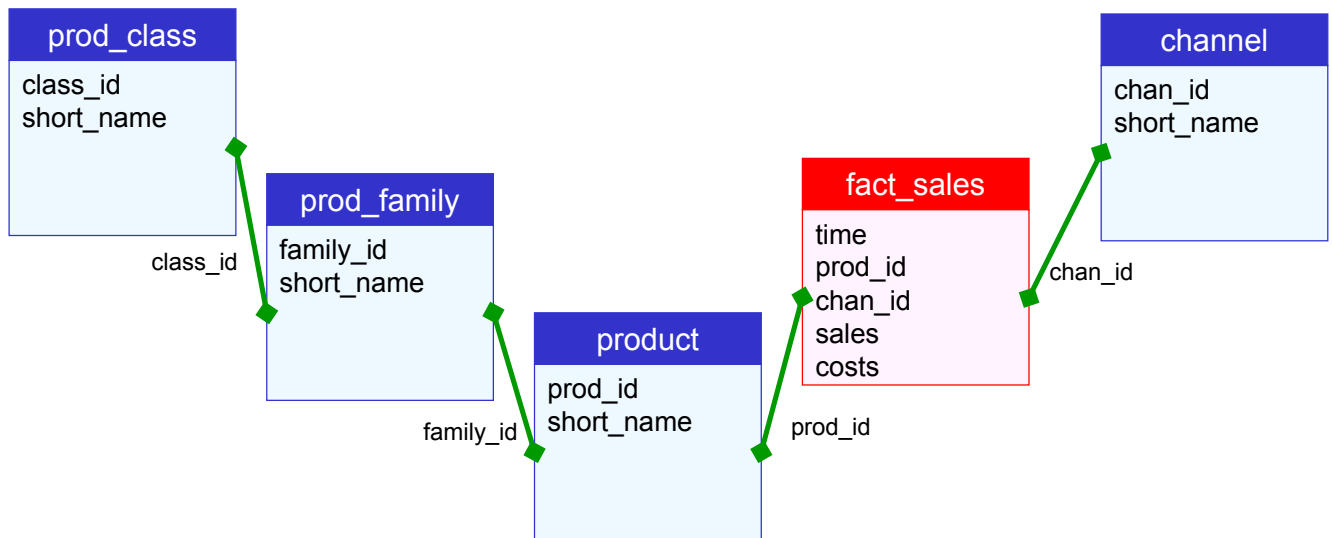 prod_class
class_id
short_name
class_id
prod_family
family_id
short_name
family_id
product
prod_id
short_name
prod_id
fact_sales
time
prod_id
chan_id
sales
costs
chan_id
channel
chan_id
short_name